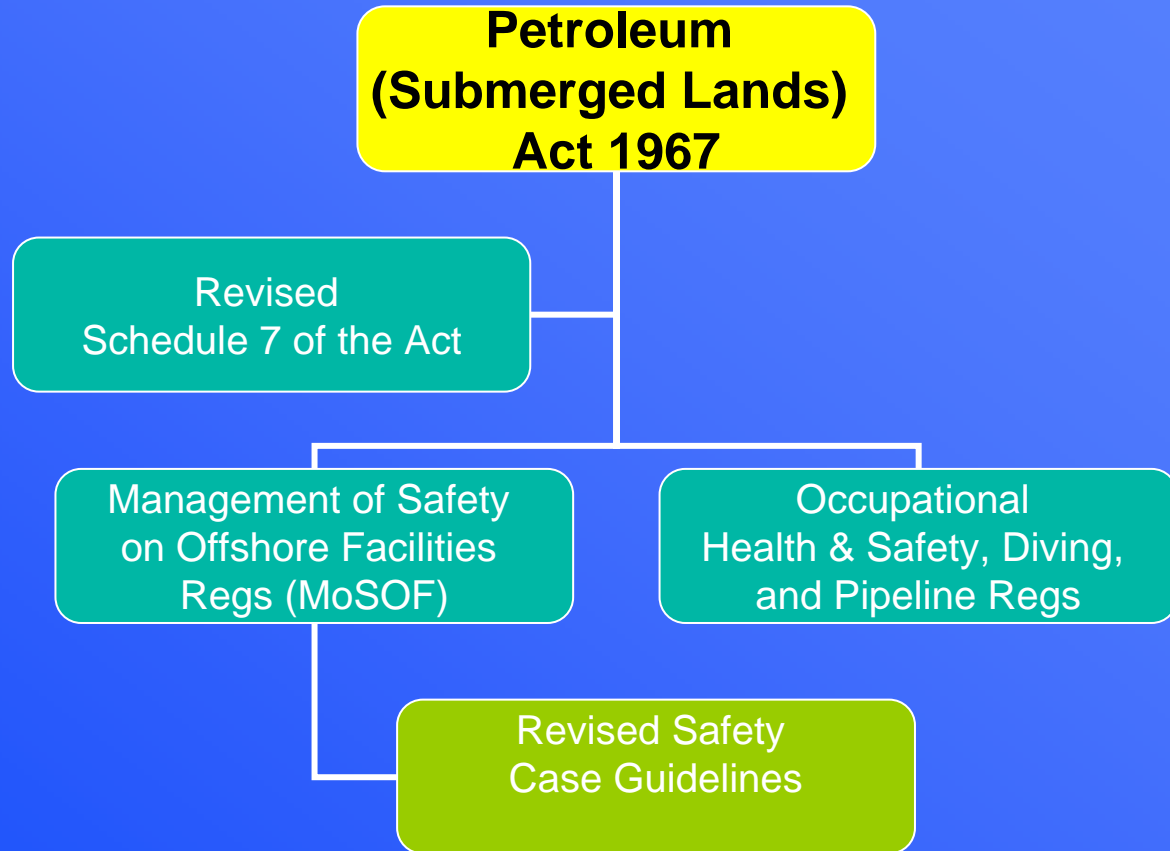 Petroleum
(Submerged Lands)
Act 1967
Revised
Schedule 7 of the Act
Management of Safety
on Offshore Facilities
Regs (MoSOF)
Occupational
Health & Safety, Diving,
and Pipeline Regs
Revised Safety
Case Guidelines